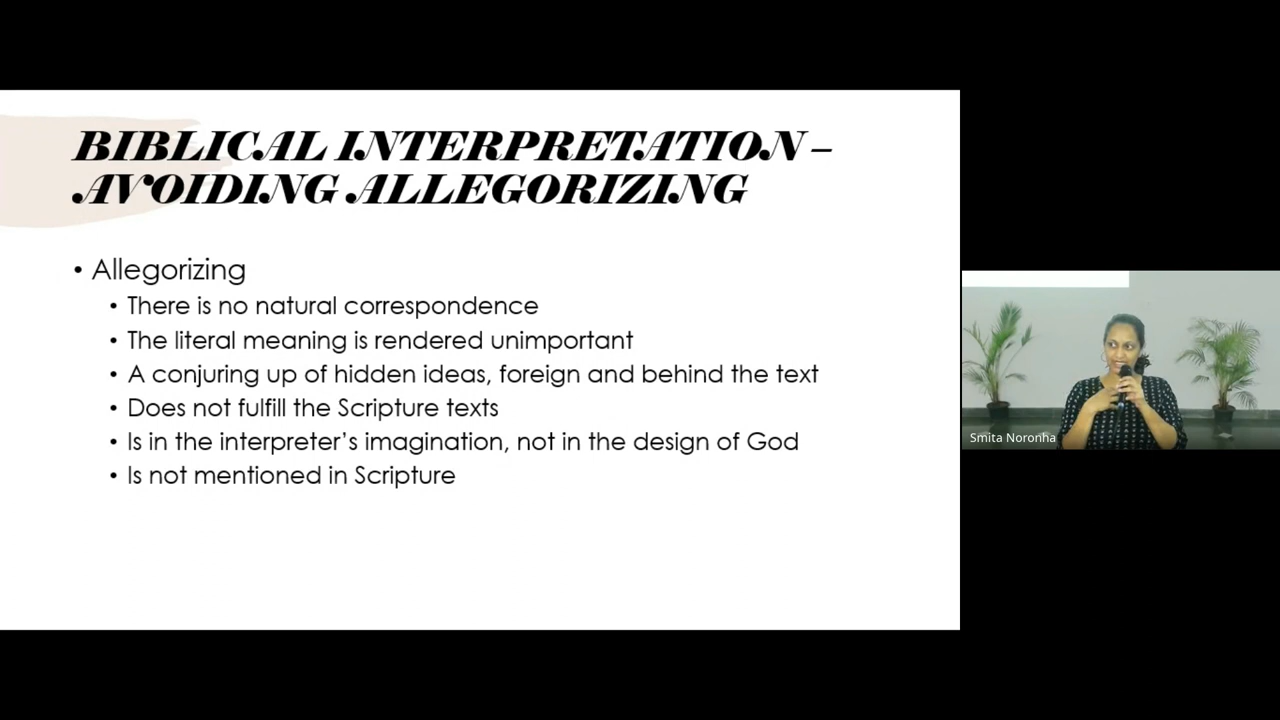 BIBLICAL INTERPRETATION –
AVOIDING ALLEGORIZING
• Allegorizing
• There is no natural correspondence
• The literal meaning is rendered unimportant
• A conjuring up of hidden ideas, foreign and behind the text
• Does not fulfill the Scripture texts
• Is in the interpreter’s imagination, not in the design of God
• Is not mentioned in Scripture
Smita Noronha